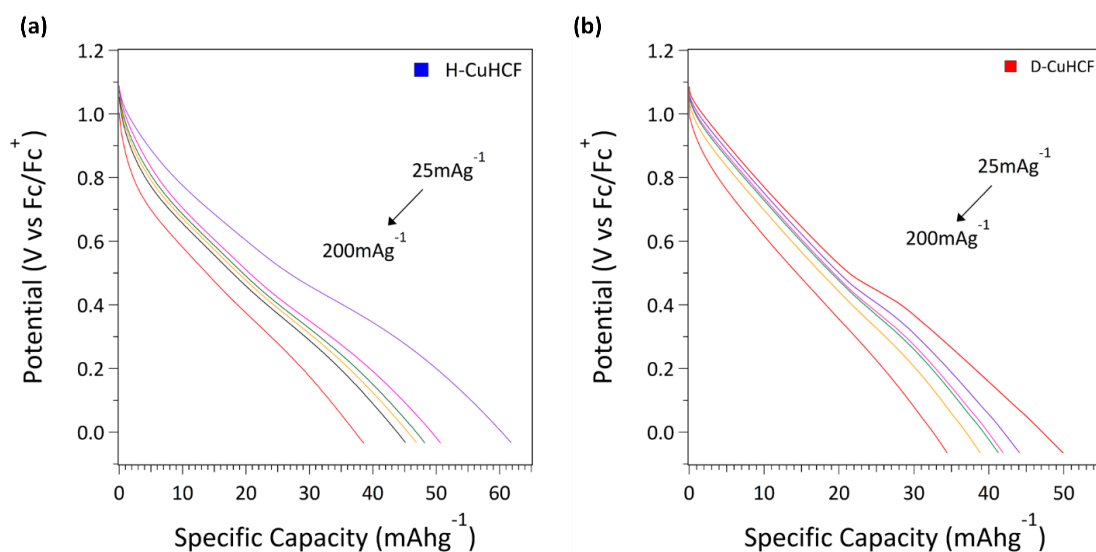 (a)
H-CuHCF
25mAg⁻¹
200mAg⁻¹
Potential (V vs Fc/Fc⁺)
1.2
1.0
0.8
0.6
0.4
0.2
0.0
0 10 20 30 40 50 60
Specific Capacity (mAhg⁻¹)
(b)
D-CuHCF
25mAg⁻¹
200mAg⁻¹
Potential (V vs Fc/Fc⁺
1.2
1.0
0.8
0.6
0.4
0.2
0.0
0 10 20 30 40 50
Specific Capacity (mAhg⁻¹)